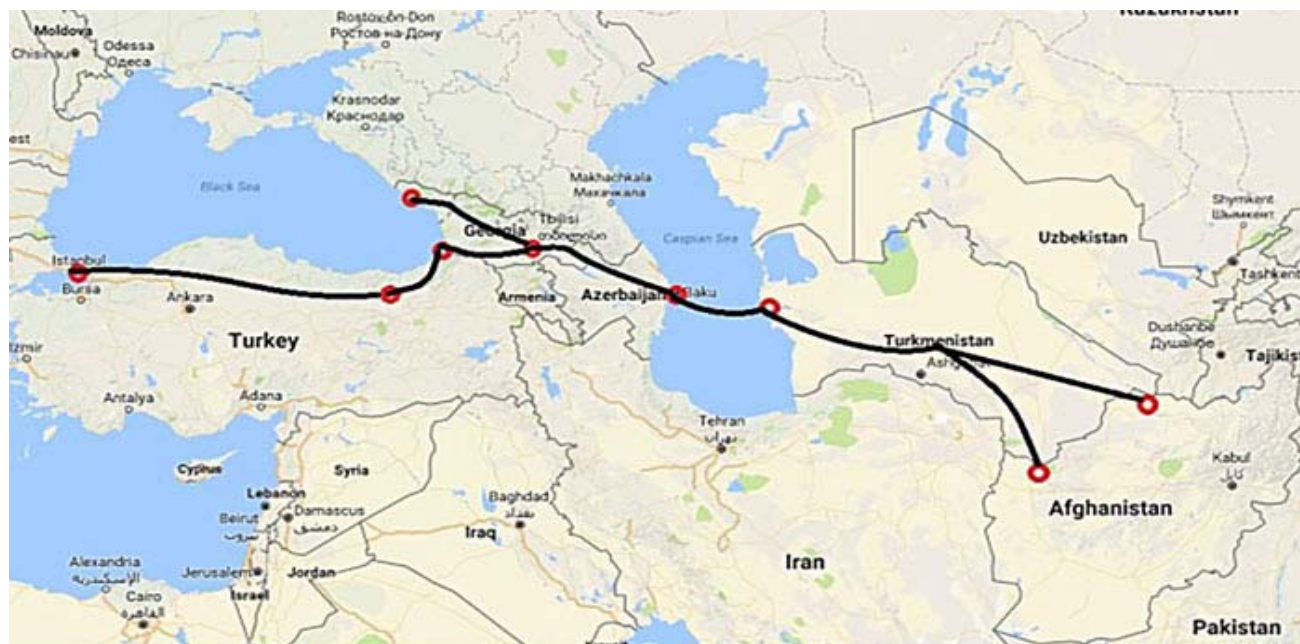 Moldova
Chisinau
Odessa
Одеса
Rostov-on-Don
Ростов-на-Дону
Krasnodar
Краснодар
Black Sea
Makhachkala
Махачкала
Caspian Sea
Georgia
Tbilisi
თბილისი
Uzbekistan
Shymkent
Шымкент
Tashkent
Istanbul
Bursa
Ankara
Armenia
Azerbaijan
Baku
Turkmenistan
Dushanbe
Душанбе
Turkey
Antalya
Adana
Tehran
تهران
Cyprus
Syria
Kabul
کابل
Lebanon
Beirut
بيروت
Damascus
دمشق
Baghdad
بغداد
Iraq
Afghanistan
Iran
Alexandria
الإسكندرية
Jerusalem
Jordan
Israel
Cairo
القاهرة
Pakistan